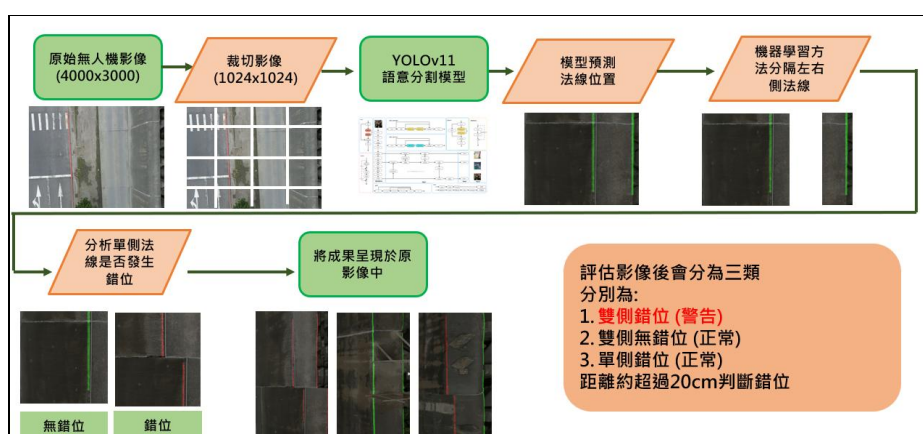 原始無人機影像
(4000x3000)
裁切影像
(1024x1024)
YOLOv11
語意分割模型
模型預測
法線位置
機器學習方
法分隔左右
側法線
分析單側法
線是否發生
錯位
將成果呈現於原
影像中
無錯位
錯位
評估影像後會分為三類
分別為:
1. 雙側錯位 (警告)
2. 雙側無錯位 (正常)
3. 單側錯位 (正常)
距離約超過20cm判斷錯位